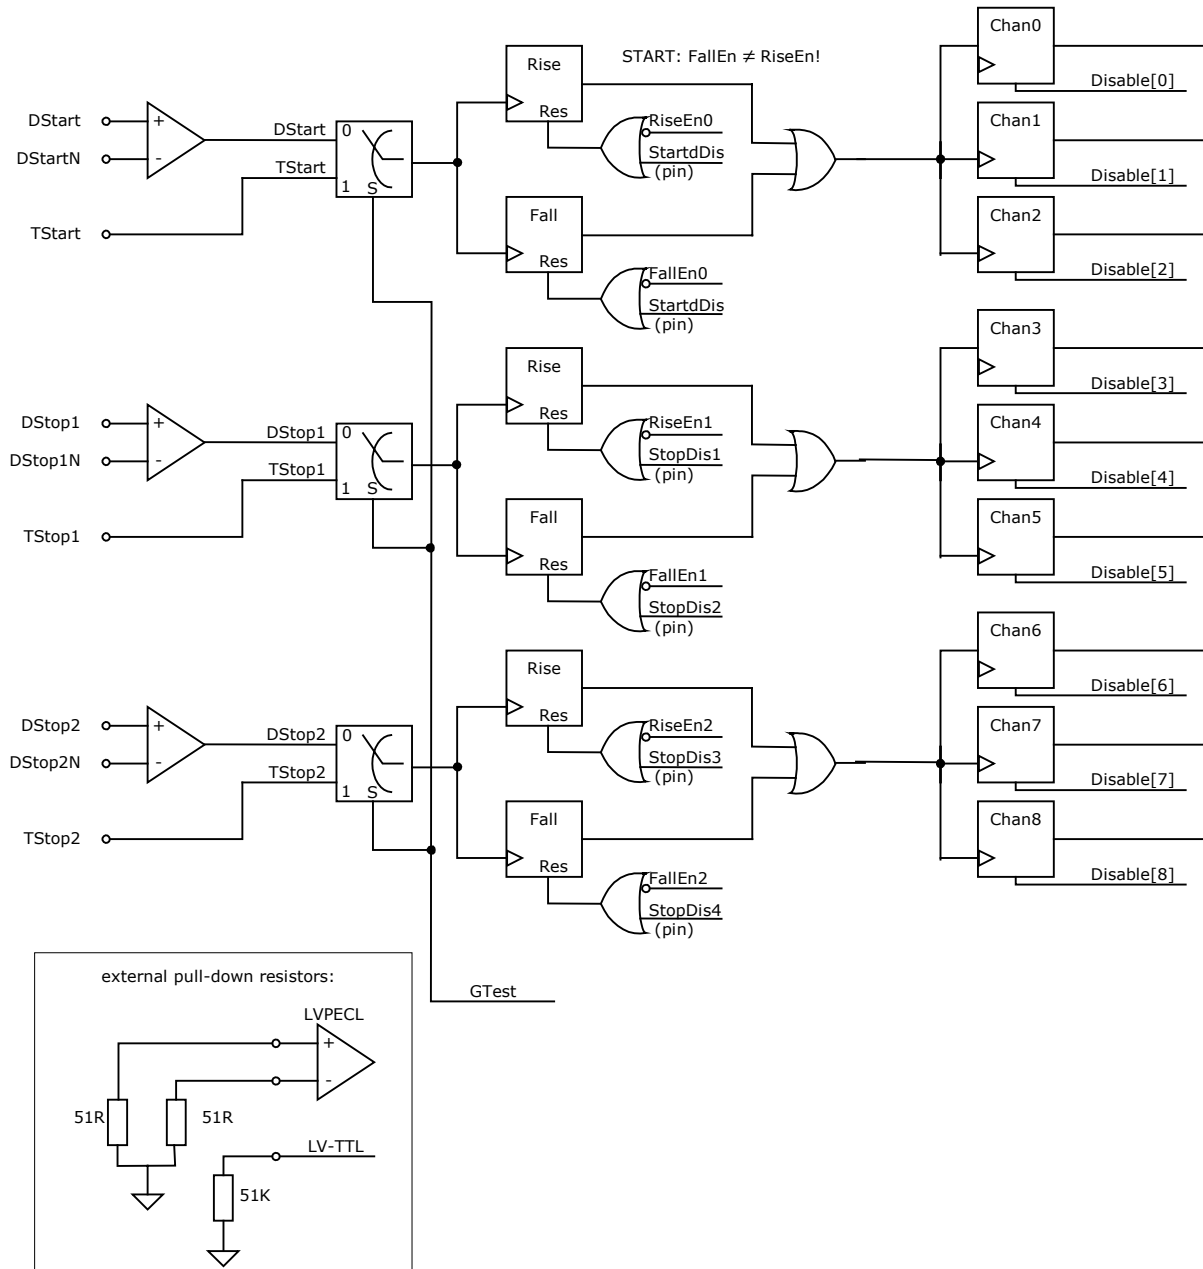 START: FallEn ≠ RiseEn!
DStart
DStartN
TStart
+
-
DStart
TStart
0
1
S
Rise
Res
RiseEn0
StartdDis
(pin)
Fall
Res
FallEn0
StartdDis
(pin)
Chan0
Disable[0]
Chan1
Disable[1]
Chan2
Disable[2]
DStop1
DStop1N
TStop1
+
-
DStop1
TStop1
0
1
S
Rise
Res
RiseEn1
StopDis1
(pin)
Fall
Res
FallEn1
StopDis2
(pin)
Chan3
Disable[3]
Chan4
Disable[4]
Chan5
Disable[5]
DStop2
DStop2N
TStop2
+
-
DStop2
TStop2
0
1
S
Rise
Res
RiseEn2
StopDis3
(pin)
Fall
Res
FallEn2
StopDis4
(pin)
Chan6
Disable[6]
Chan7
Disable[7]
Chan8
Disable[8]
GTest
external pull-down resistors:
LVPECL
+
-
51R
51R
LV-TTL
51K